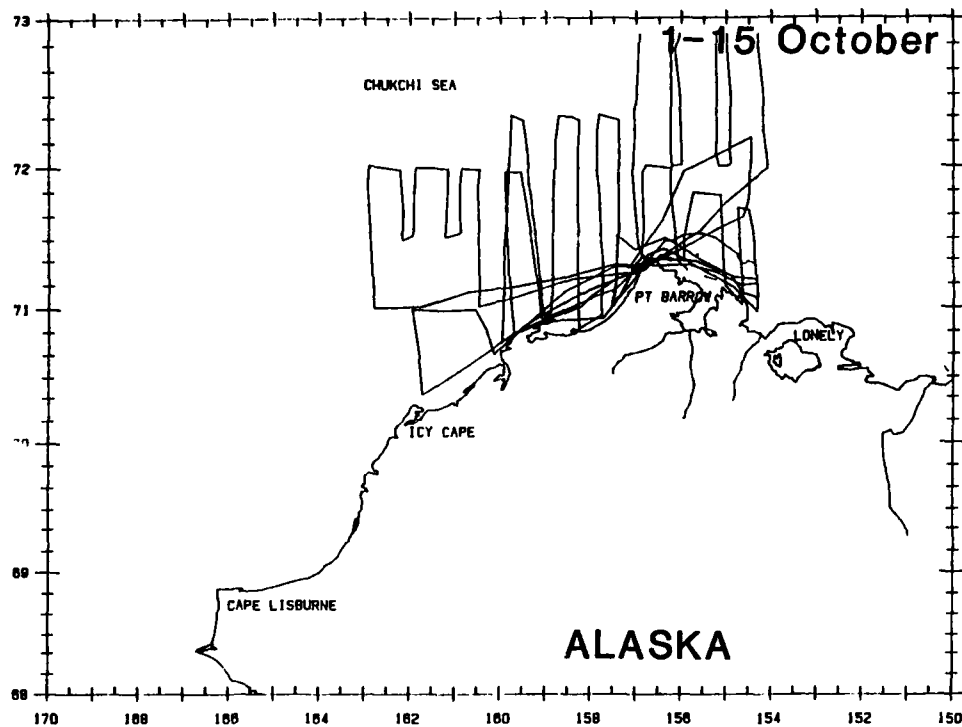 73
1-15 October
CHUKCHI SEA
72
71
PT BARROW
LONELY
ICY CAPE
69
CAPE LISBURNE
ALASKA
68
170 168 166 164 162 160 158 156 154 152 150